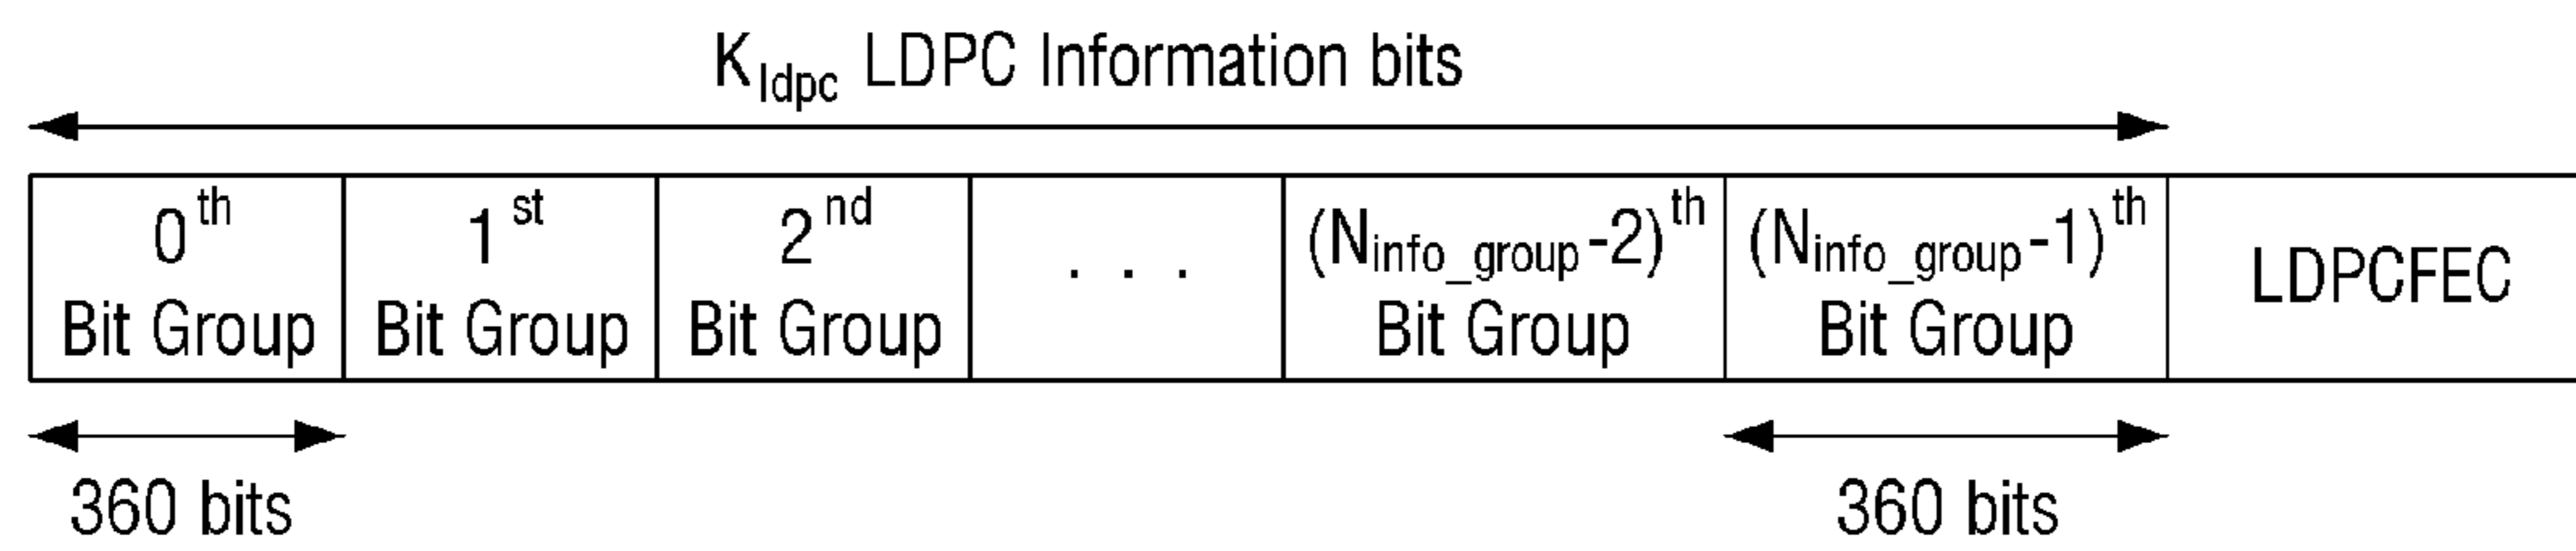 K_ldpc LDPC Information bits
0th Bit Group
1st Bit Group
2nd Bit Group
. . .
(N_info_group-2)th Bit Group
(N_info_group-1)th Bit Group
LDPCFEC
360 bits
360 bits